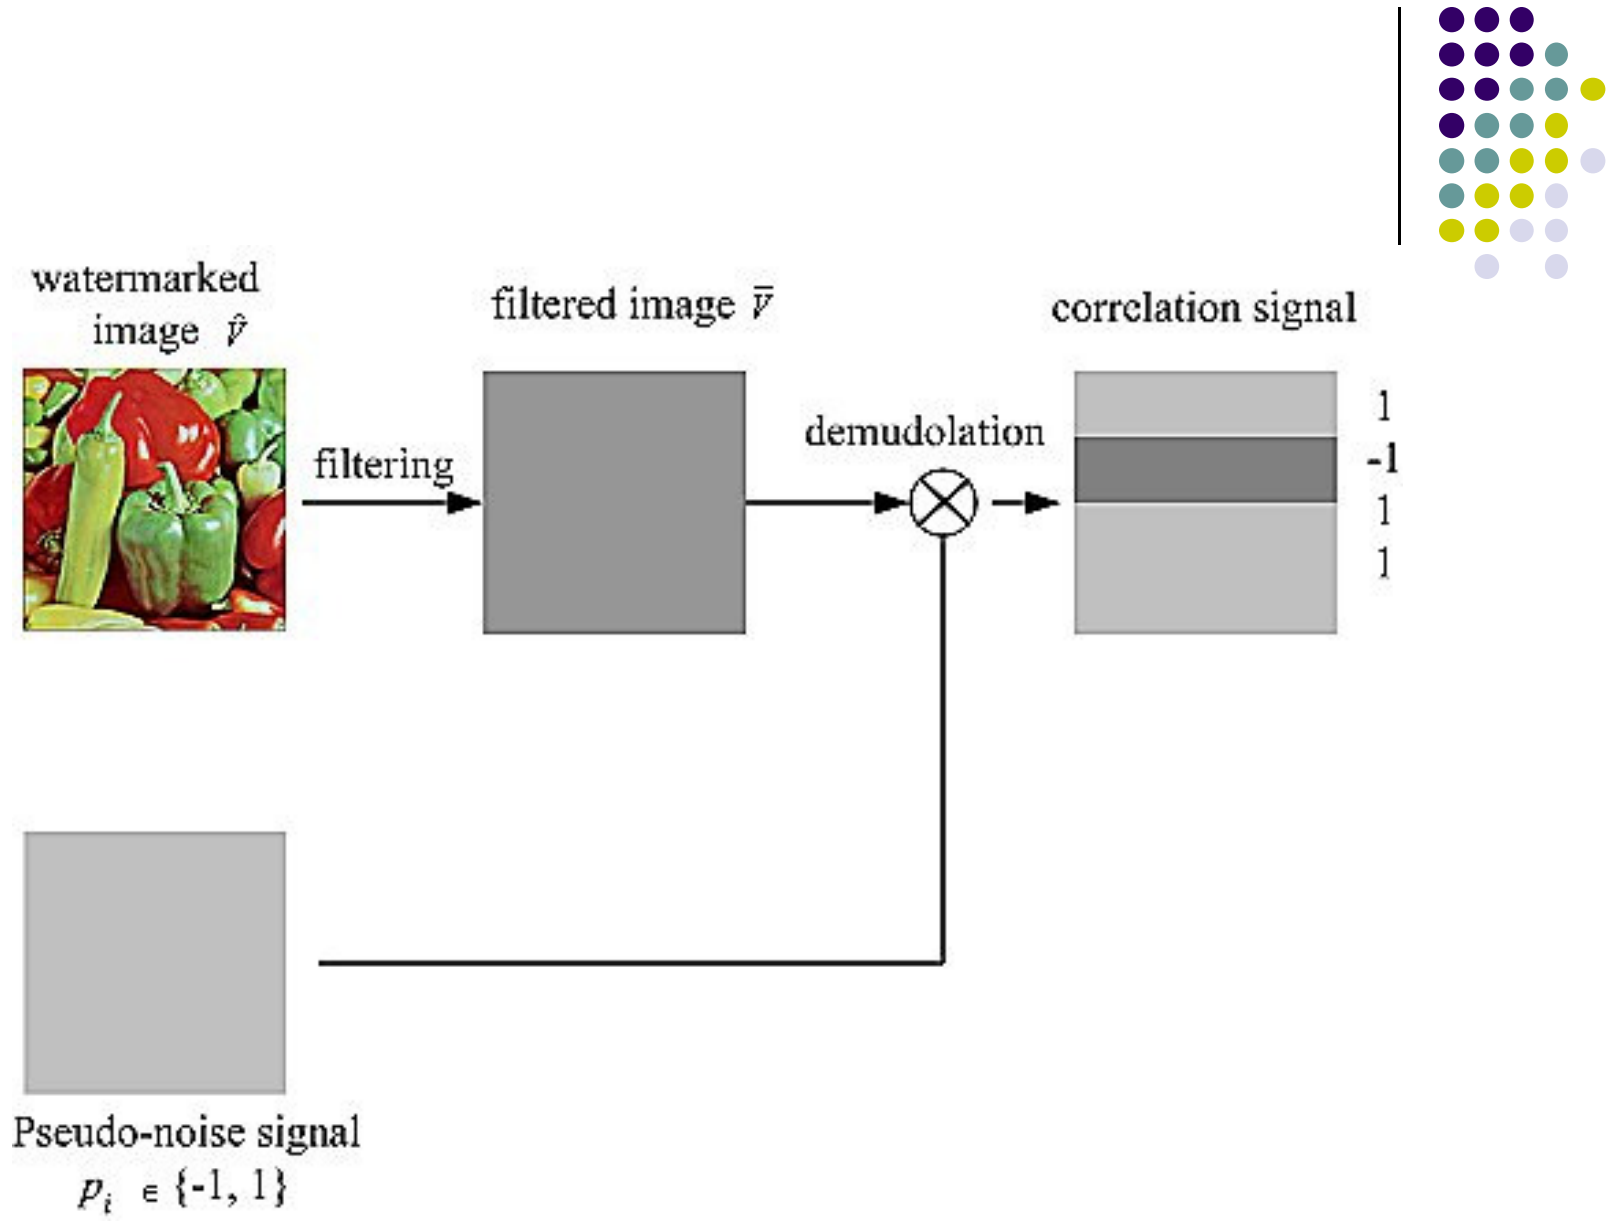 watermarked
image v̂
filtered image v̅
correlation signal
filtering
demudolation
1
-1
1
1
Pseudo-noise signal
pᵢ ∈ {-1, 1}